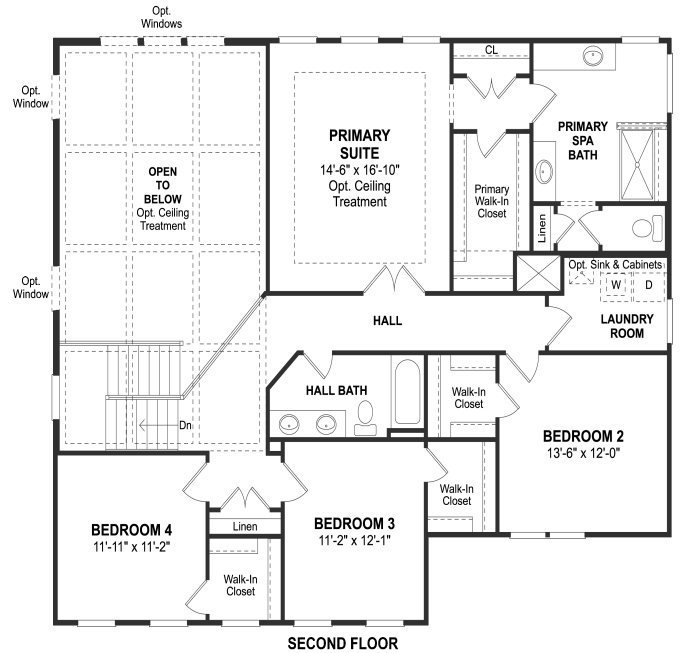 Opt.
Windows
CL
Opt.
Window
PRIMARY
SUITE
14'-6" x 16'-10"
Opt. Ceiling
Treatment
PRIMARY
SPA
BATH
OPEN
TO
BELOW
Opt. Ceiling
Treatment
Primary
Walk-In
Closet
Linen
Opt.
Window
Opt. Sink & Cabinets
W
D
HALL
LAUNDRY
ROOM
HALL BATH
Walk-In
Closet
Dn
BEDROOM 2
13'-6" x 12'-0"
Walk-In
Closet
BEDROOM 4
11'-11" x 11'-2"
Linen
BEDROOM 3
11'-2" x 12'-1"
Walk-In
Closet
SECOND FLOOR